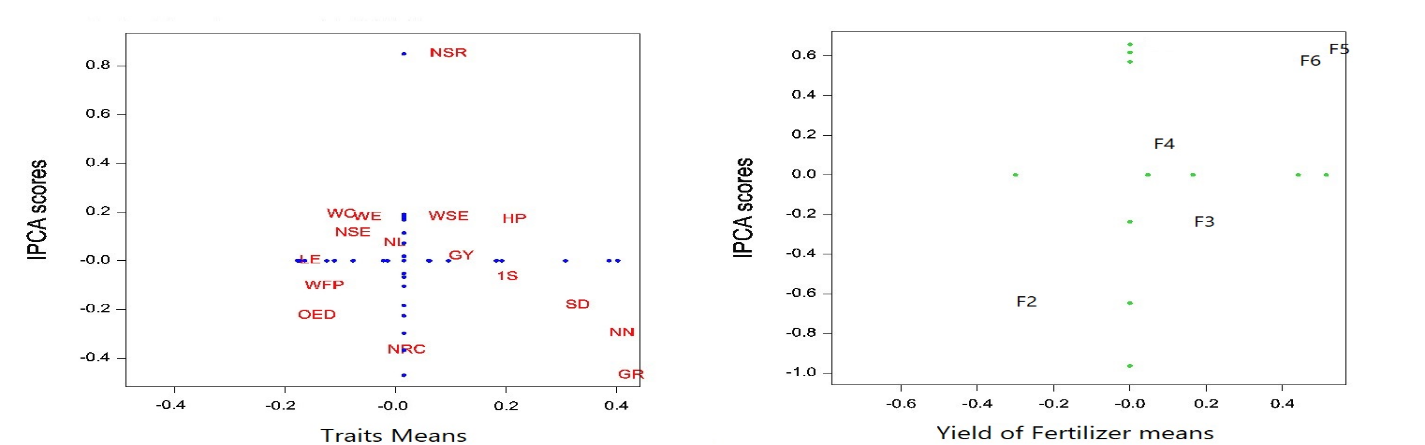 NSR
0.8
0.6
0.4
0.2
-0.0
-0.2
-0.4
IPCA scores
WC WE WSE HP
NSE
NL
GY
LE
1S
WFP
SD
OED
NN
NRC
GR
-0.4 -0.2 -0.0 0.2 0.4
Traits Means
0.6
0.4
0.2
0.0
-0.2
-0.4
-0.6
-0.8
-1.0
IPCA scores
F5
F6
F4
F3
F2
-0.6 -0.4 -0.2 -0.0 0.2 0.4
Yield of Fertilizer means